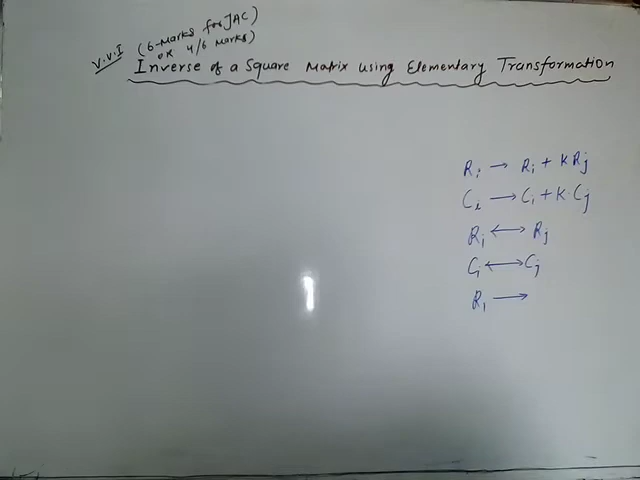 V.V.I (6-Marks for JAC)
or 4/6 Marks)
Inverse of a Square Matrix using Elementary Transformation
Ri → Ri + KRj
Ci → Ci + K.Cj
Ri ↔ Rj
Ci ↔ Cj
Ri →